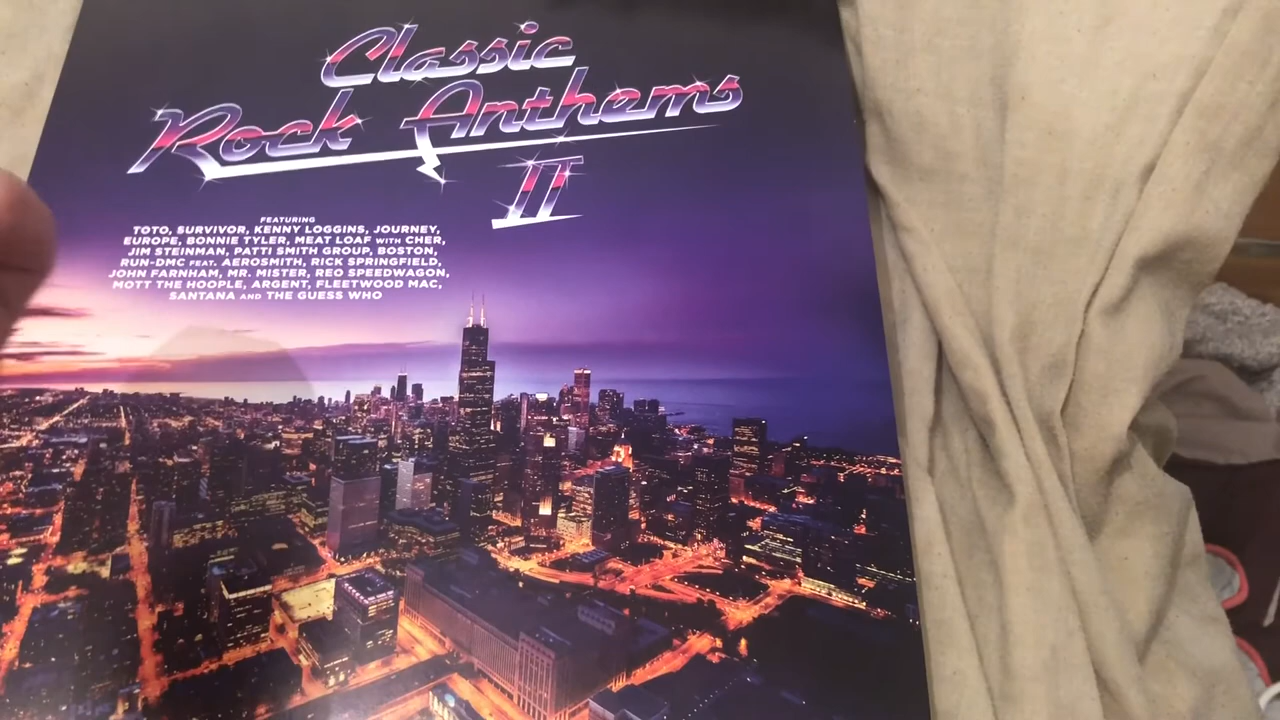 Classic
Rock Anthems
II
FEATURING
TOTO, SURVIVOR, KENNY LOGGINS, JOURNEY,
EUROPE, BONNIE TYLER, MEAT LOAF WITH CHER,
JIM STEINMAN, PATTI SMITH GROUP, BOSTON,
RUN-DMC FEAT. AEROSMITH, RICK SPRINGFIELD,
JOHN FARNHAM, MR. MISTER, REO SPEEDWAGON,
MOTT THE HOOPLE, ARGENT, FLEETWOOD MAC,
SANTANA AND THE GUESS WHO